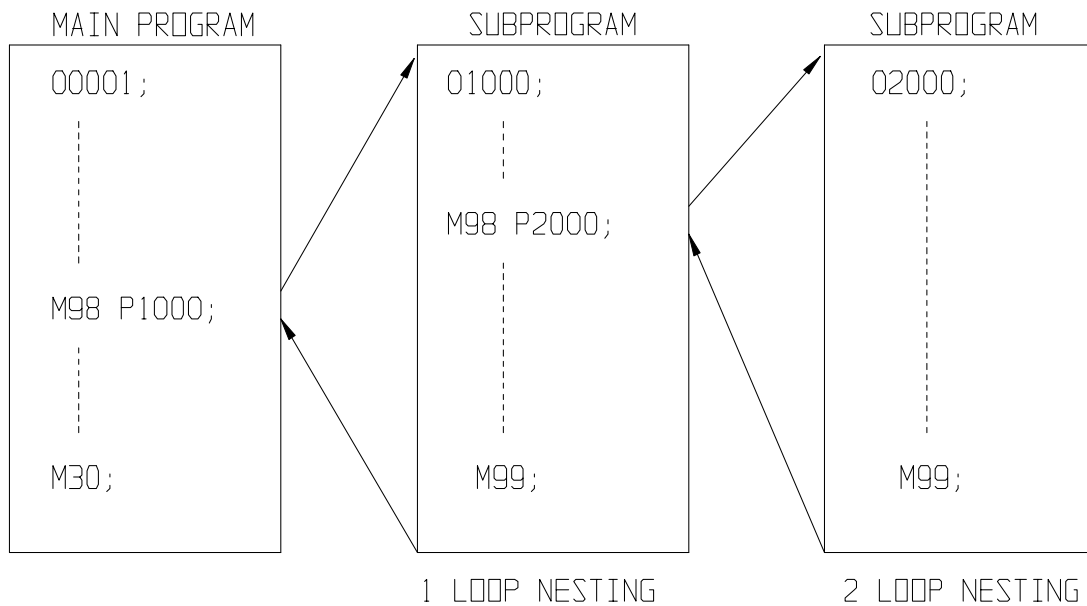 MAIN PROGRAM
O0001;
M98 P1000;
M30;
SUBPROGRAM
O1000;
M98 P2000;
M99;
1 LOOP NESTING
SUBPROGRAM
O2000;
M99;
2 LOOP NESTING